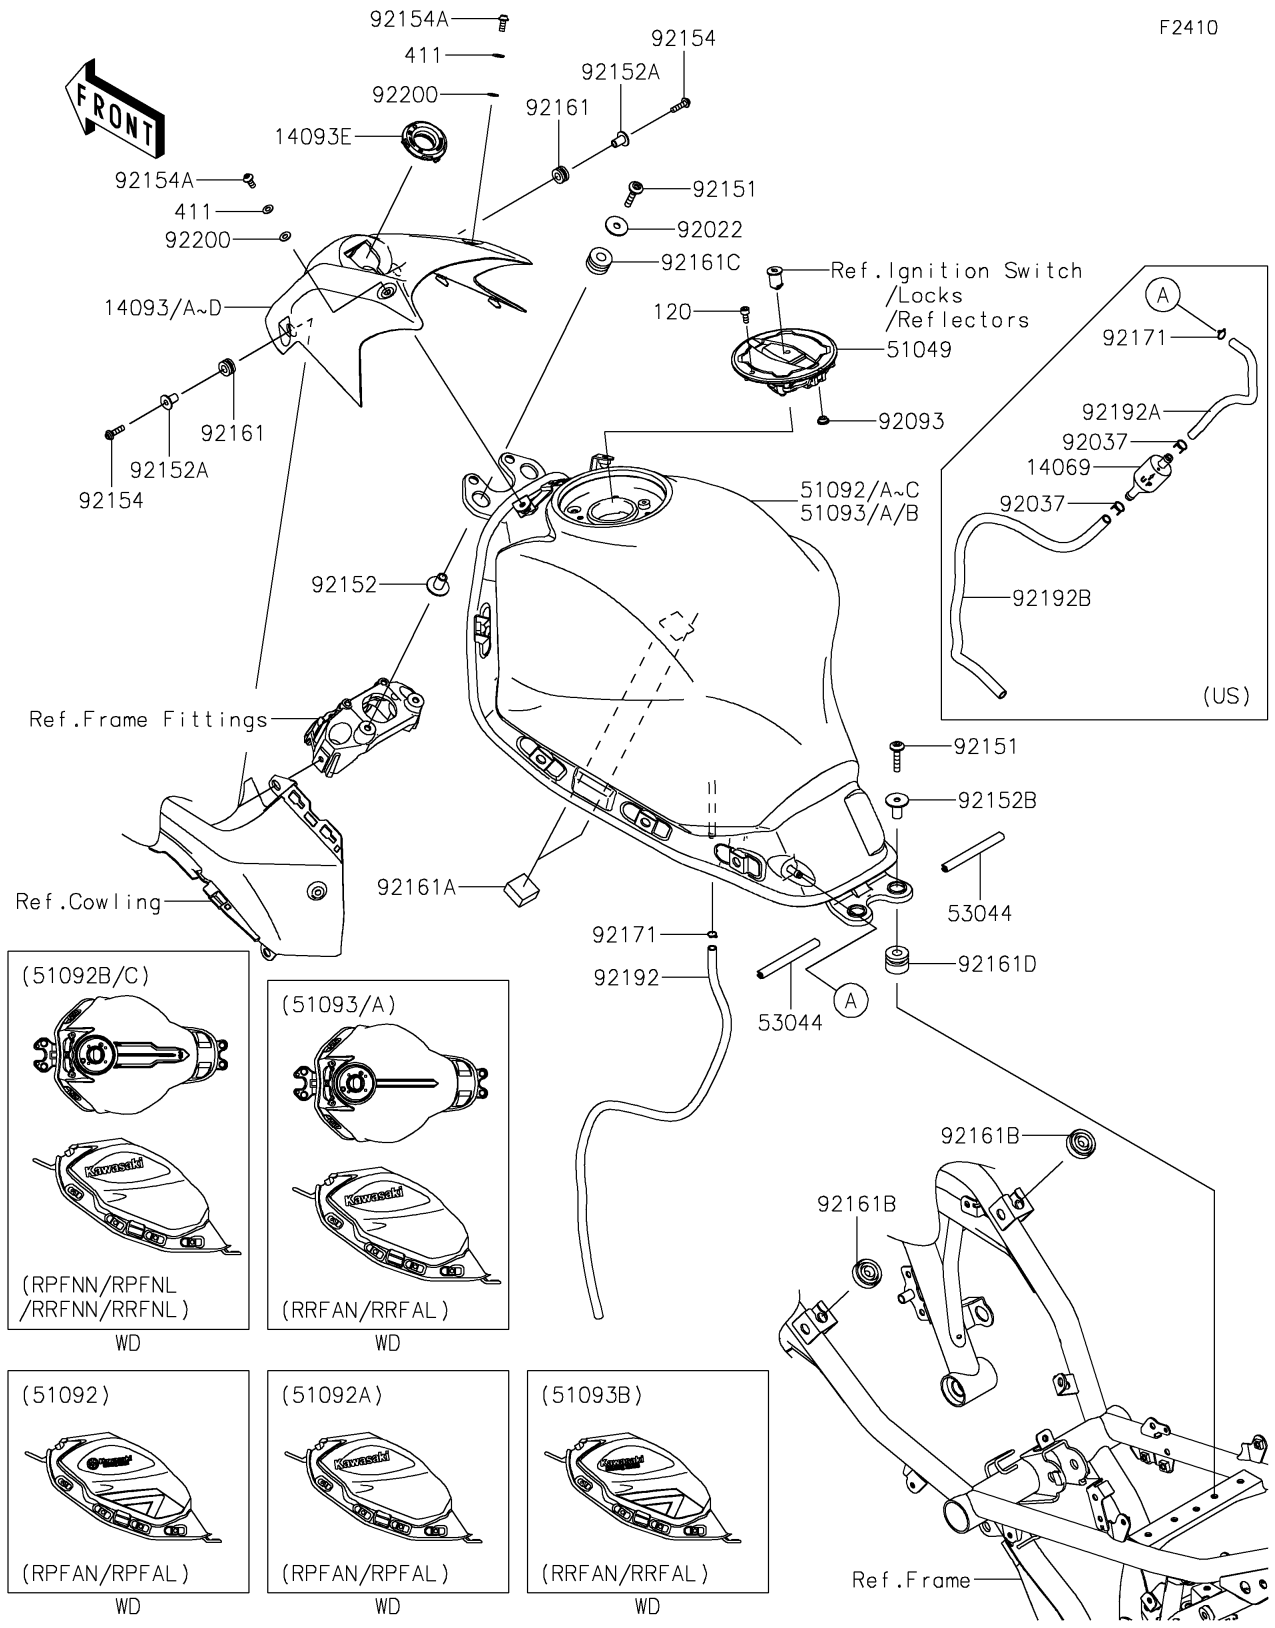 F2410
92154A
92154
411
92152A
92200
92161
FRONT
14093E
92154A
92151
411
92022
92200
92161C
Ref.Ignition Switch
/Locks
/Reflectors
A
14093/A~D
120
92171
51049
92192A
92161
92093
92037
92152A
14069
92154
51092/A~C
51093/A/B
92037
92152
92192B
(US)
Ref.Frame Fittings
92151
92152B
92161A
Ref.Cowling
53044
92171
92161D
(51092B/C)
92192
(51093/A)
53044
A
92161B
Kawasaki
Kawasaki
92161B
(RPFNN/RPFNL
/RRFNN/RRFNL)
(RRFAN/RRFAL)
WD
WD
(51092)
(51092A)
(51093B)
Kawasaki
Kawasaki
Kawasaki
(RPFAN/RPFAL)
(RPFAN/RPFAL)
(RRFAN/RRFAL)
Ref.Frame
WD
WD
WD